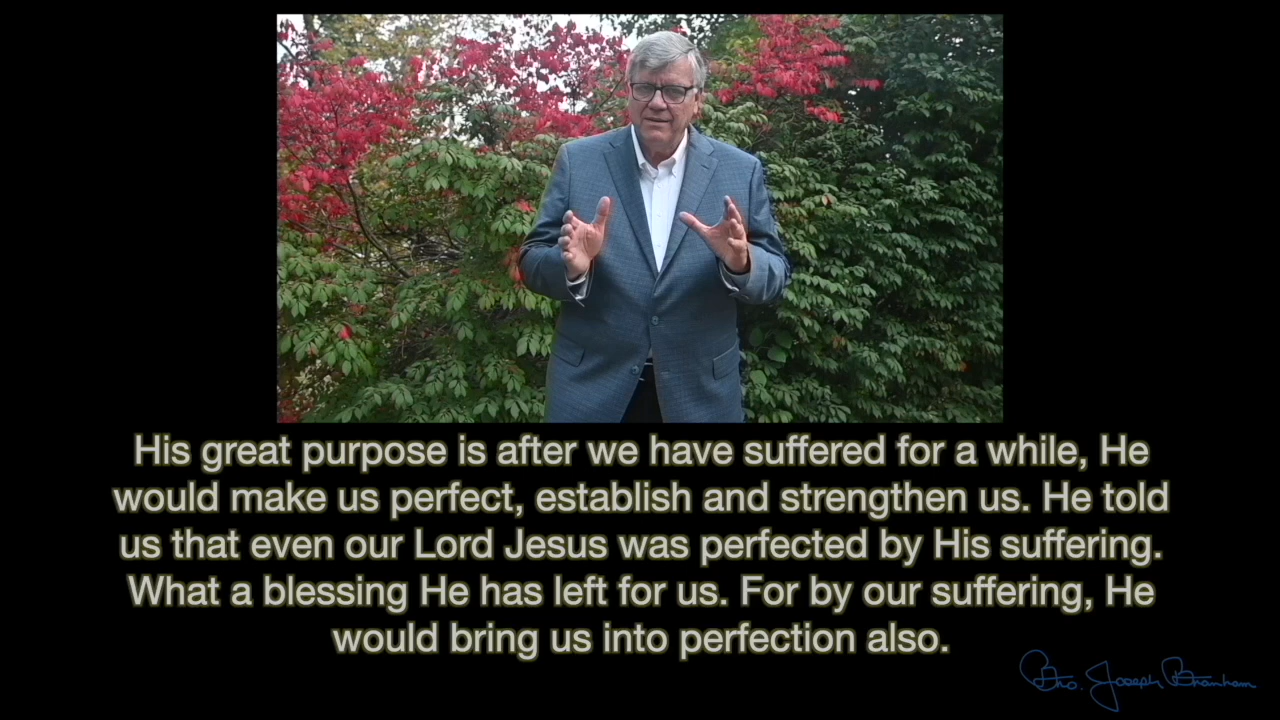 His great purpose is after we have suffered for a while, He
would make us perfect, establish and strengthen us. He told
us that even our Lord Jesus was perfected by His suffering.
What a blessing He has left for us. For by our suffering, He
would bring us into perfection also.
Bro. Joseph Branham